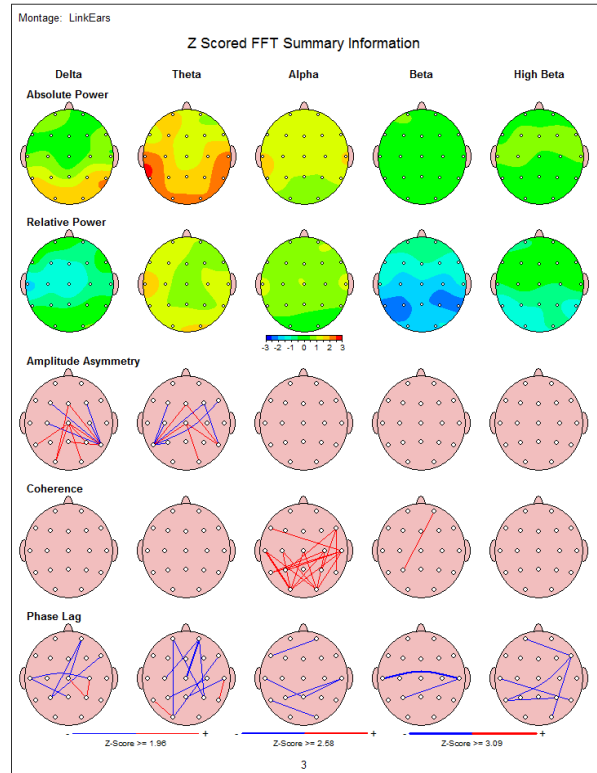 Montage: LinkEars
Z Scored FFT Summary Information
Delta Theta Alpha Beta High Beta
Absolute Power
Relative Power
-3 -2 -1 0 1 2 3
Amplitude Asymmetry
Coherence
Phase Lag
- + - + - +
Z-Score >= 1.96 Z-Score >= 2.58 Z-Score >= 3.09
3